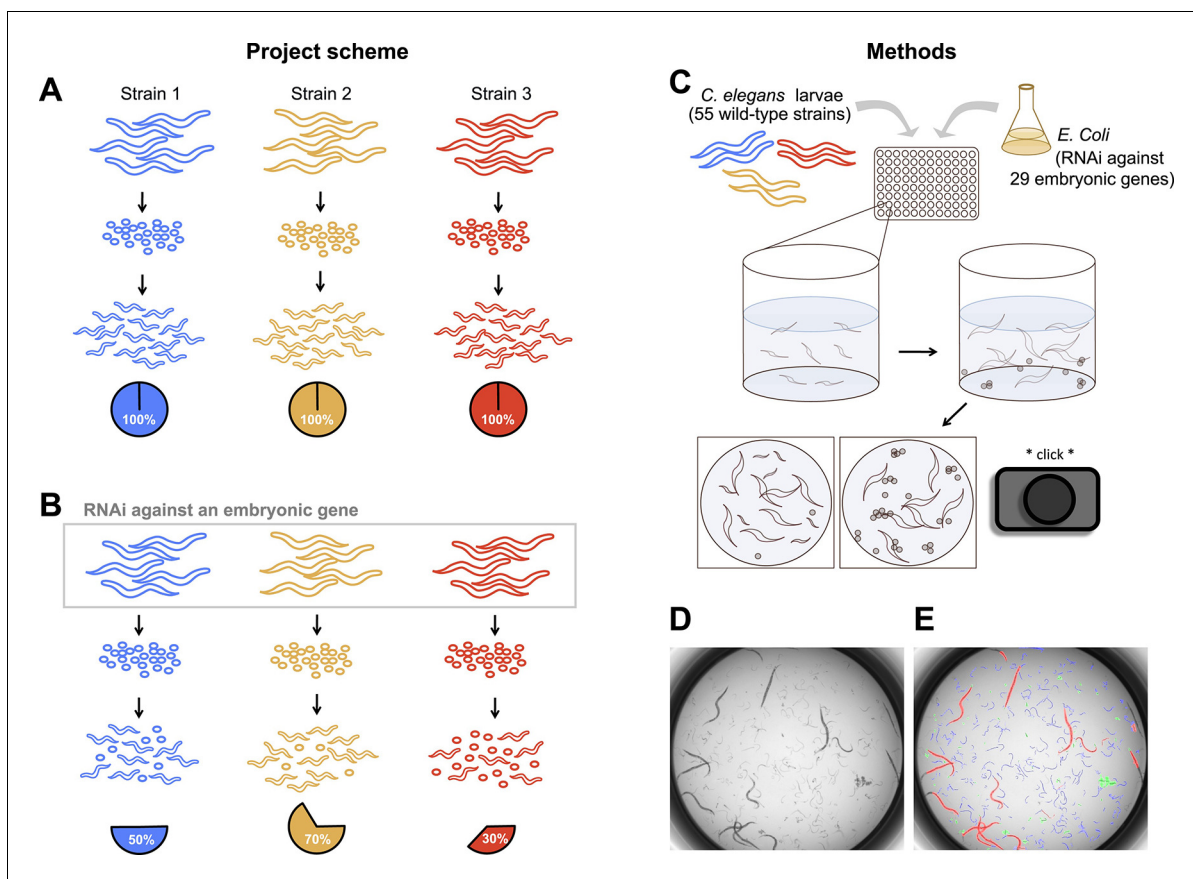 Project scheme
A
Strain 1
Strain 2
Strain 3
100%
100%
100%
B
RNAi against an embryonic gene
50%
70%
30%
Methods
C
C. elegans larvae
(55 wild-type strains)
E. Coli
(RNAi against
29 embryonic genes)
* click *
D
E